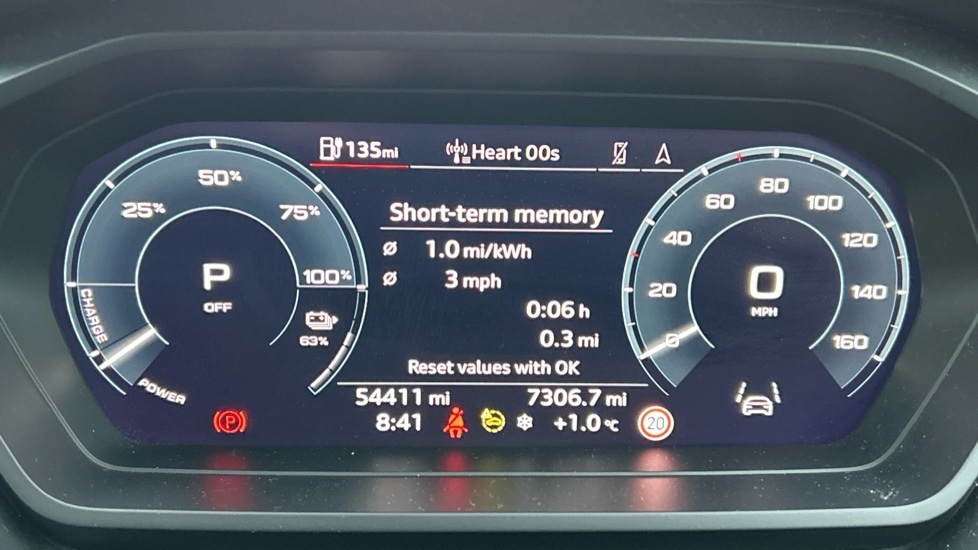 135mi Heart 00s
50%
25% 75%
100%
CHARGE
POWER
P
OFF
63%
Short-term memory
Ø 1.0 mi/kWh
Ø 3 mph
0:06 h
0.3 mi
Reset values with OK
54411 mi 7306.7 mi
8:41 +1.0 °C
(P)
20
80
60 100
40 120
20 140
0 160
0
MPH